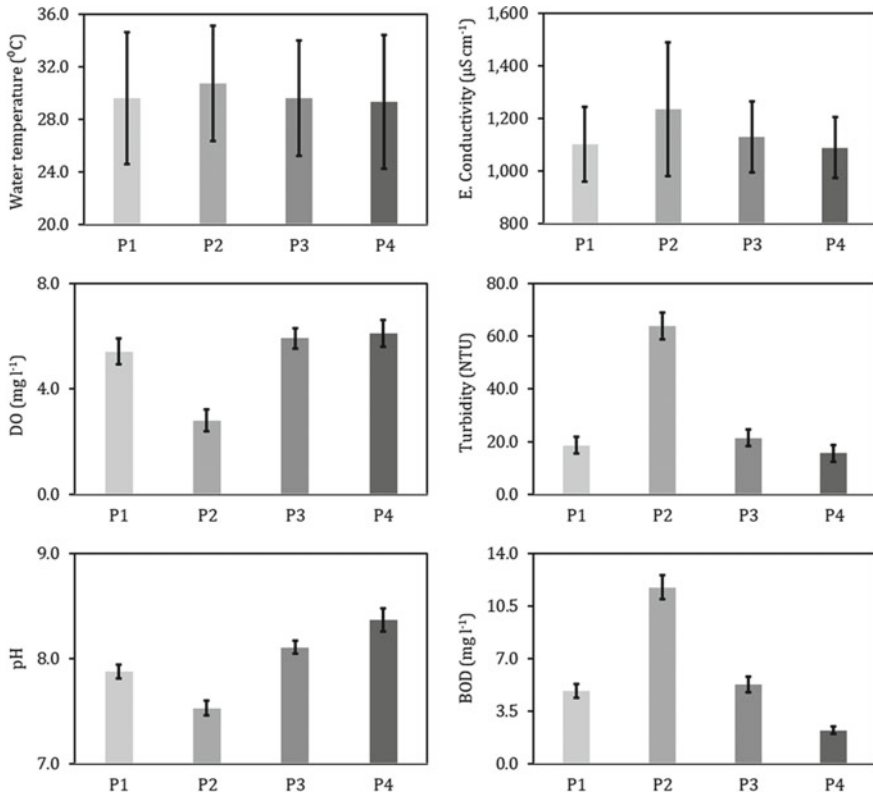 Water temperature (⁰C)
36.0
32.0
28.0
24.0
20.0
P1 P2 P3 P4
E. Conductivity (µS cm⁻¹)
1,600
1,400
1,200
1,000
800
P1 P2 P3 P4
DO (mg l⁻¹)
8.0
4.0
0.0
P1 P2 P3 P4
Turbidity (NTU)
80.0
60.0
40.0
20.0
0.0
P1 P2 P3 P4
pH
9.0
8.0
7.0
P1 P2 P3 P4
BOD (mg l⁻¹)
14.0
10.5
7.0
3.5
0.0
P1 P2 P3 P4